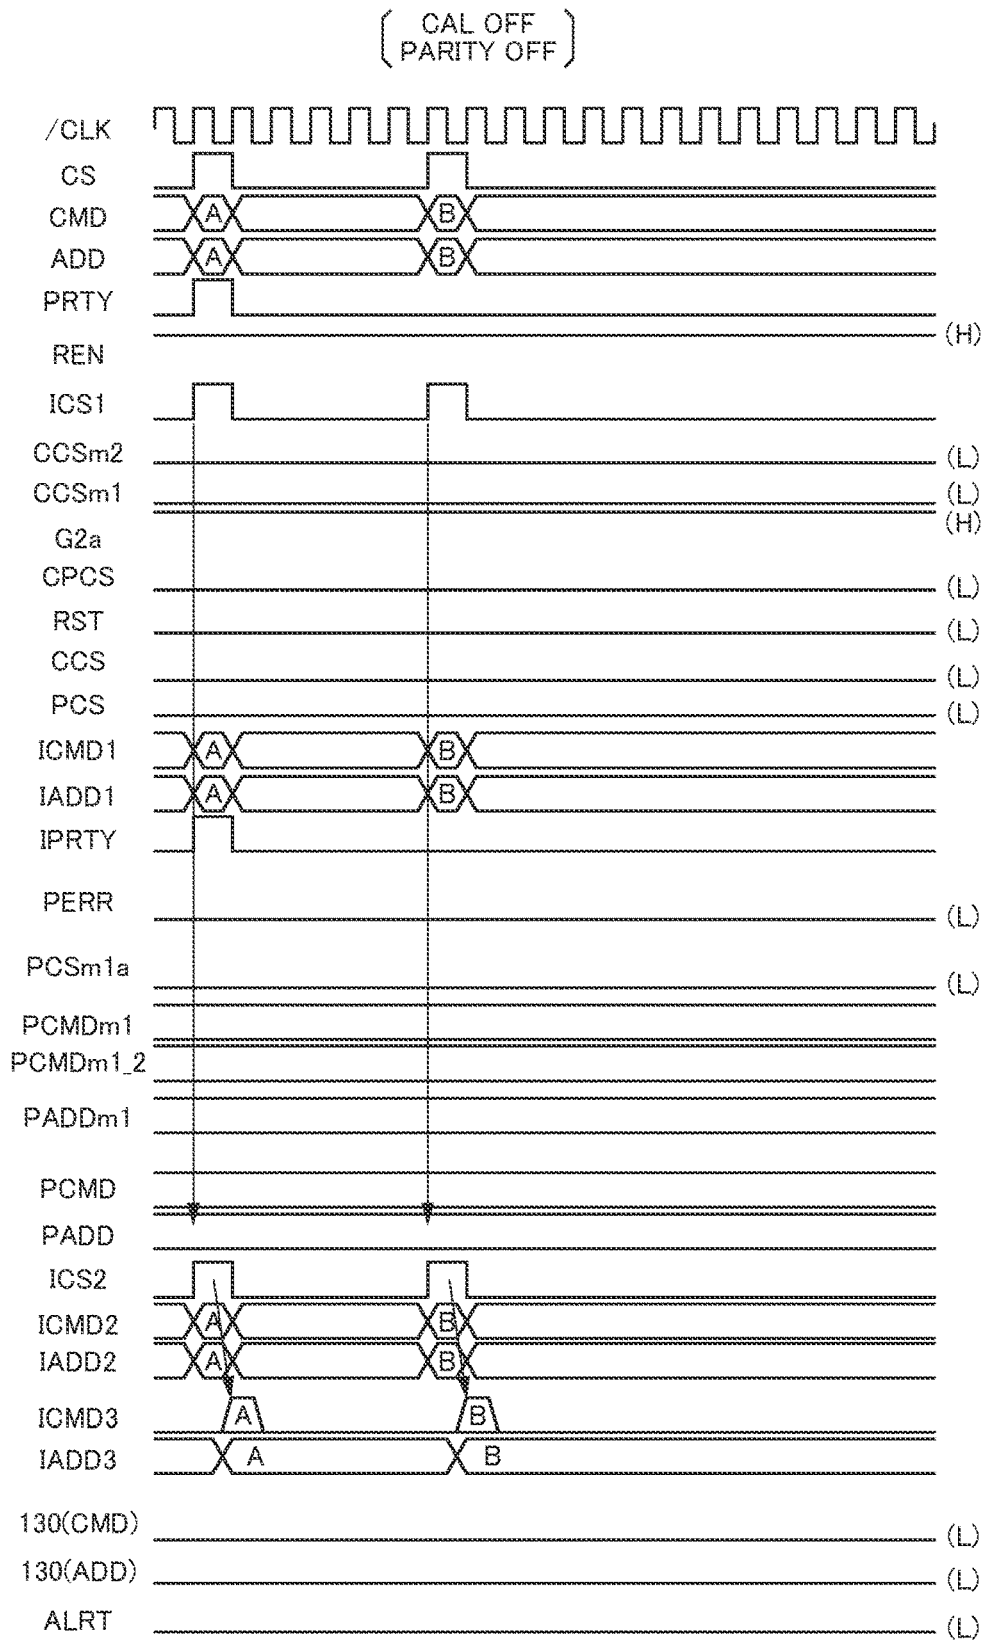 CAL OFF
PARITY OFF
/CLK
CS
CMD A B
ADD A B
PRTY
REN (H)
ICS1
CCSm2 (L)
CCSm1 (L)
G2a (H)
CPCS (L)
RST (L)
CCS (L)
PCS (L)
ICMD1 A B
IADD1 A B
IPRTY
PERR (L)
PCSm1a (L)
PCMDm1
PCMDm1_2
PADDm1
PCMD
PADD
ICS2
ICMD2 A B
IADD2 A B
ICMD3 A B
IADD3 A B
130(CMD) (L)
130(ADD) (L)
ALRT (L)